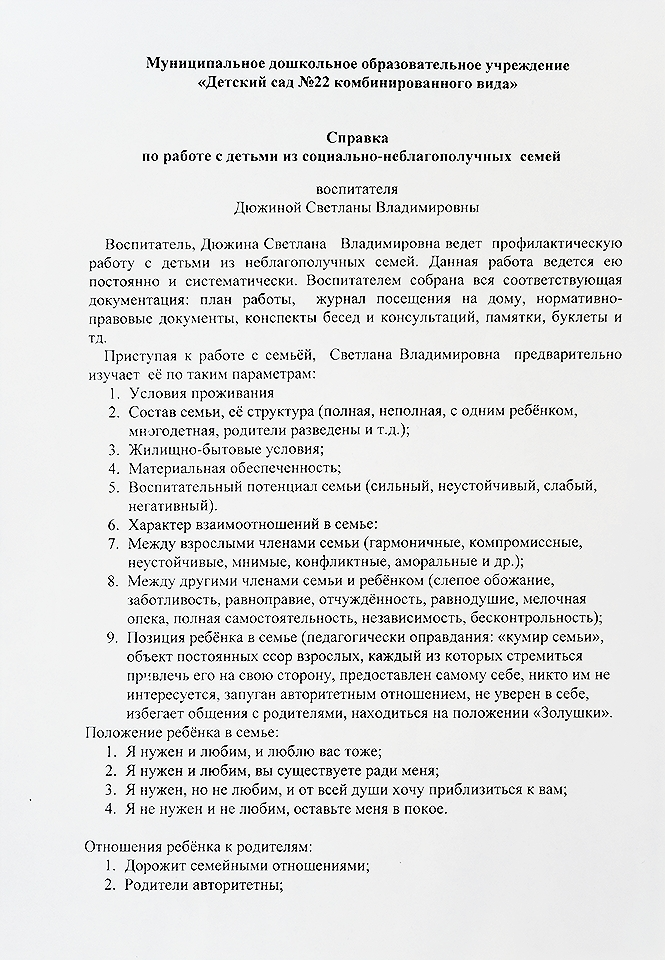 Муниципальное дошкольное образовательное учреждение
«Детский сад №22 комбинированного вида»
Справка
по работе с детьми из социально-неблагополучных семей
воспитателя
Дюжиной Светланы Владимировны
Воспитатель, Дюжина Светлана Владимировна ведет профилактическую
работу с детьми из неблагополучных семей. Данная работа ведется ею
постоянно и систематически. Воспитателем собрана вся соответствующая
документация: план работы, журнал посещения на дому, нормативно-
правовые документы, конспекты бесед и консультаций, памятки, буклеты и
тд.
Приступая к работе с семьёй, Светлана Владимировна предварительно
изучает её по таким параметрам:
1. Условия проживания
2. Состав семьи, её структура (полная, неполная, с одним ребёнком,
многодетная, родители разведены и т.д.);
3. Жилищно-бытовые условия;
4. Материальная обеспеченность;
5. Воспитательный потенциал семьи (сильный, неустойчивый, слабый,
негативный).
6. Характер взаимоотношений в семье:
7. Между взрослыми членами семьи (гармоничные, компромиссные,
неустойчивые, мнимые, конфликтные, аморальные и др.);
8. Между другими членами семьи и ребёнком (слепое обожание,
заботливость, равноправие, отчуждённость, равнодушие, мелочная
опека, полная самостоятельность, независимость, бесконтрольность);
9. Позиция ребёнка в семье (педагогически оправдания: «кумир семьи»,
объект постоянных ссор взрослых, каждый из которых стремиться
привлечь его на свою сторону, предоставлен самому себе, никто им не
интересуется, запуган авторитетным отношением, не уверен в себе,
избегает общения с родителями, находиться на положении «Золушки».
Положение ребёнка в семье:
1. Я нужен и любим, и люблю вас тоже;
2. Я нужен и любим, вы существуете ради меня;
3. Я нужен, но не любим, и от всей души хочу приблизиться к вам;
4. Я не нужен и не любим, оставьте меня в покое.
Отношения ребёнка к родителям:
1. Дорожит семейными отношениями;
2. Родители авторитетны;